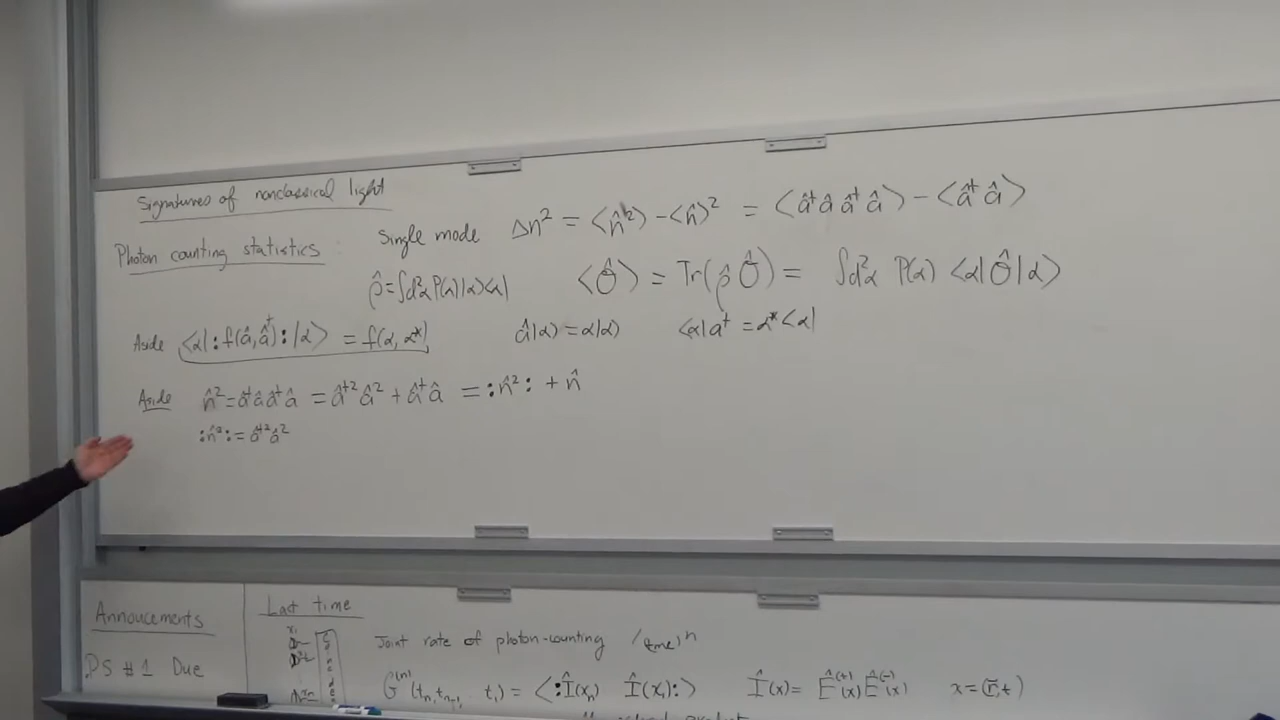 Signatures of nonclassical light
Photon counting statistics : Single mode Δn² = ⟨n̂²⟩ - ⟨n̂⟩² = ⟨â†â â†â⟩ - ⟨â†â⟩
ρ̂ = ∫d²α P(α)|α⟩⟨α| ⟨Ô⟩ = Tr(ρ̂ Ô) = ∫d²α P(α) ⟨α|Ô|α⟩
Aside ⟨α|:f(â,â†):|α⟩ = f(α,α*) â|α⟩ = α|α⟩ ⟨α|a† = α*⟨α|
Aside n̂² = â†ââ†â = â†²â² + â†â = :n̂²: + n̂
:n̂²: = â†²â²
Annoucements
PS #1 Due
Last time
Joint rate of photon-counting /(time)ⁿ
G⁽ⁿ⁾(tₙ,tₙ₋₁, t₁) = ⟨:Î(xₙ) Î(x₁):⟩ Î(x) = Ê⁽⁺⁾(x)Ê⁽⁻⁾(x) x=(r̄,t)